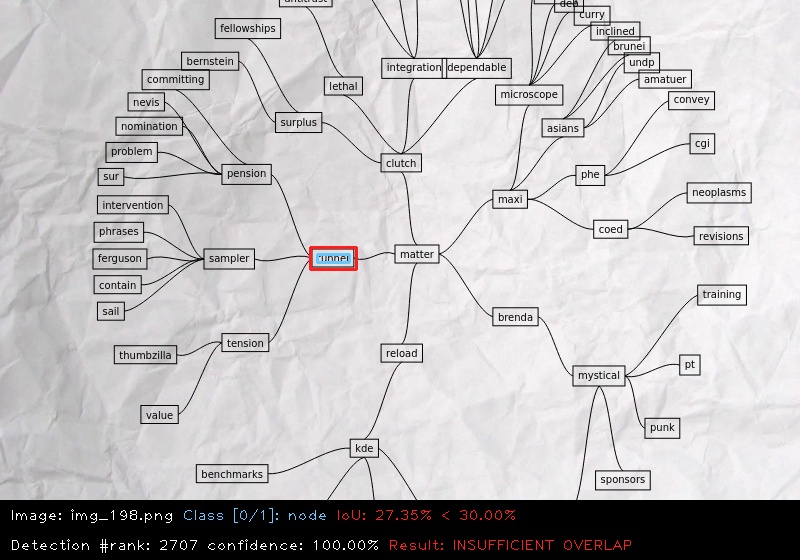 antitrust
deb
curry
fellowships
inclined
brunei
bernstein
integration dependable
undp
committing
lethal
amatuer
nevis
microscope
convey
nomination
surplus
asians
problem
clutch
cgi
sur
pension
phe
intervention
maxi
neoplasms
phrases
coed
revisions
ferguson
sampler
matter
contain
training
sail
brenda
tension
thumbzilla
reload
pt
mystical
value
punk
kde
benchmarks
sponsors
Image: img_198.png Class [0/1]: node IoU: 27.35% < 30.00%
Detection #rank: 2707 confidence: 100.00% Result: INSUFFICIENT OVERLAP